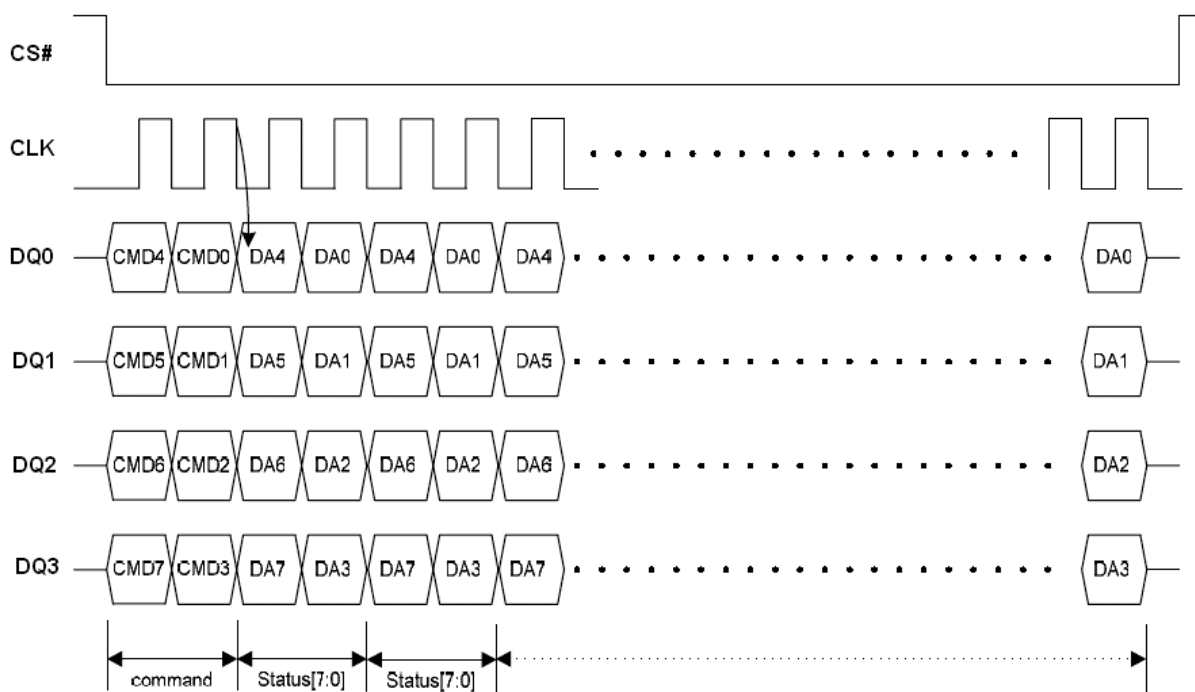 CS#
CLK
DQ0 CMD4 CMD0 DA4 DA0 DA4 DA0 DA4 DA0
DQ1 CMD5 CMD1 DA5 DA1 DA5 DA1 DA5 DA1
DQ2 CMD6 CMD2 DA6 DA2 DA6 DA2 DA6 DA2
DQ3 CMD7 CMD3 DA7 DA3 DA7 DA3 DA7 DA3
command Status[7:0] Status[7:0]